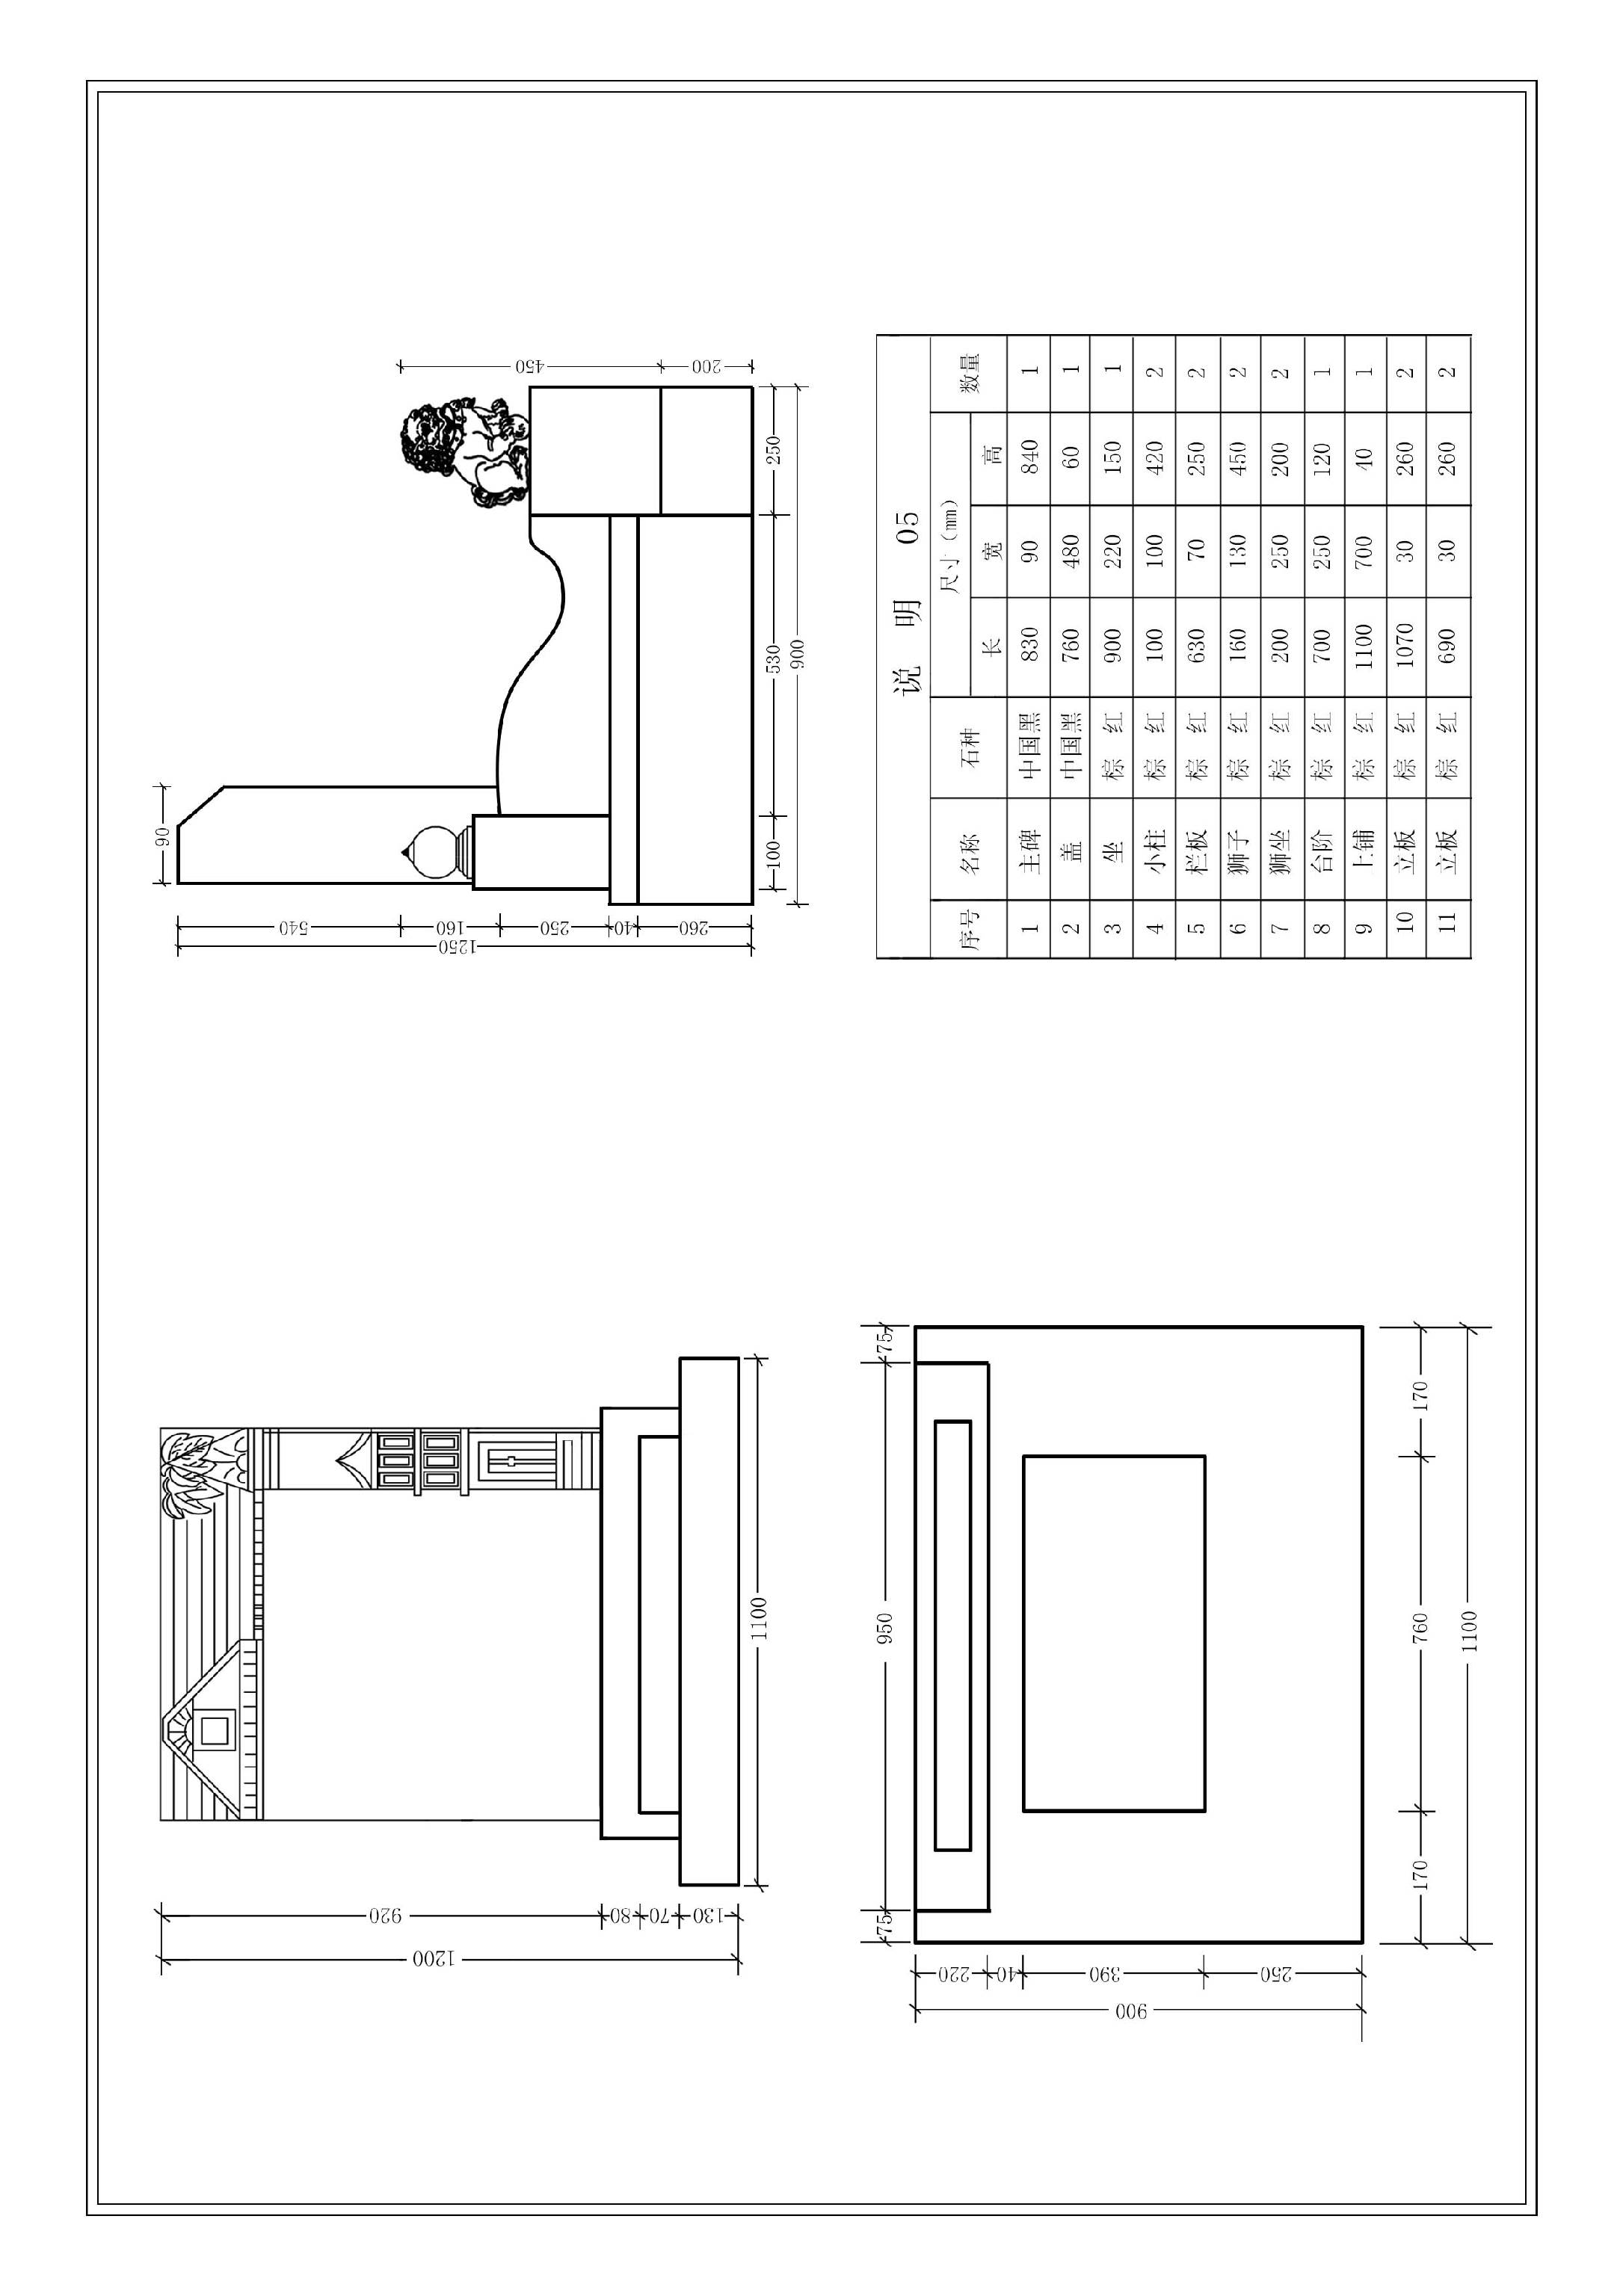 90
540
160
250
40
260
1250
450
200
250
530
100
900
说 明 05
序号 名称 石种 尺寸（mm） 数量
长 宽 高
1 主碑 中国黑 830 90 840 1
2 盖 中国黑 760 480 60 1
3 坐 棕 红 900 220 150 1
4 小柱 棕 红 100 100 420 2
5 栏板 棕 红 630 70 250 2
6 狮子 棕 红 160 130 450 2
7 狮坐 棕 红 200 250 200 2
8 台阶 棕 红 700 250 120 1
9 上铺 棕 红 1100 700 40 1
10 立板 棕 红 1070 30 260 2
11 立板 棕 红 690 30 260 2
920
80
70
130
1200
1100
75
950
75
220
40
390
250
900
170
760
170
1100